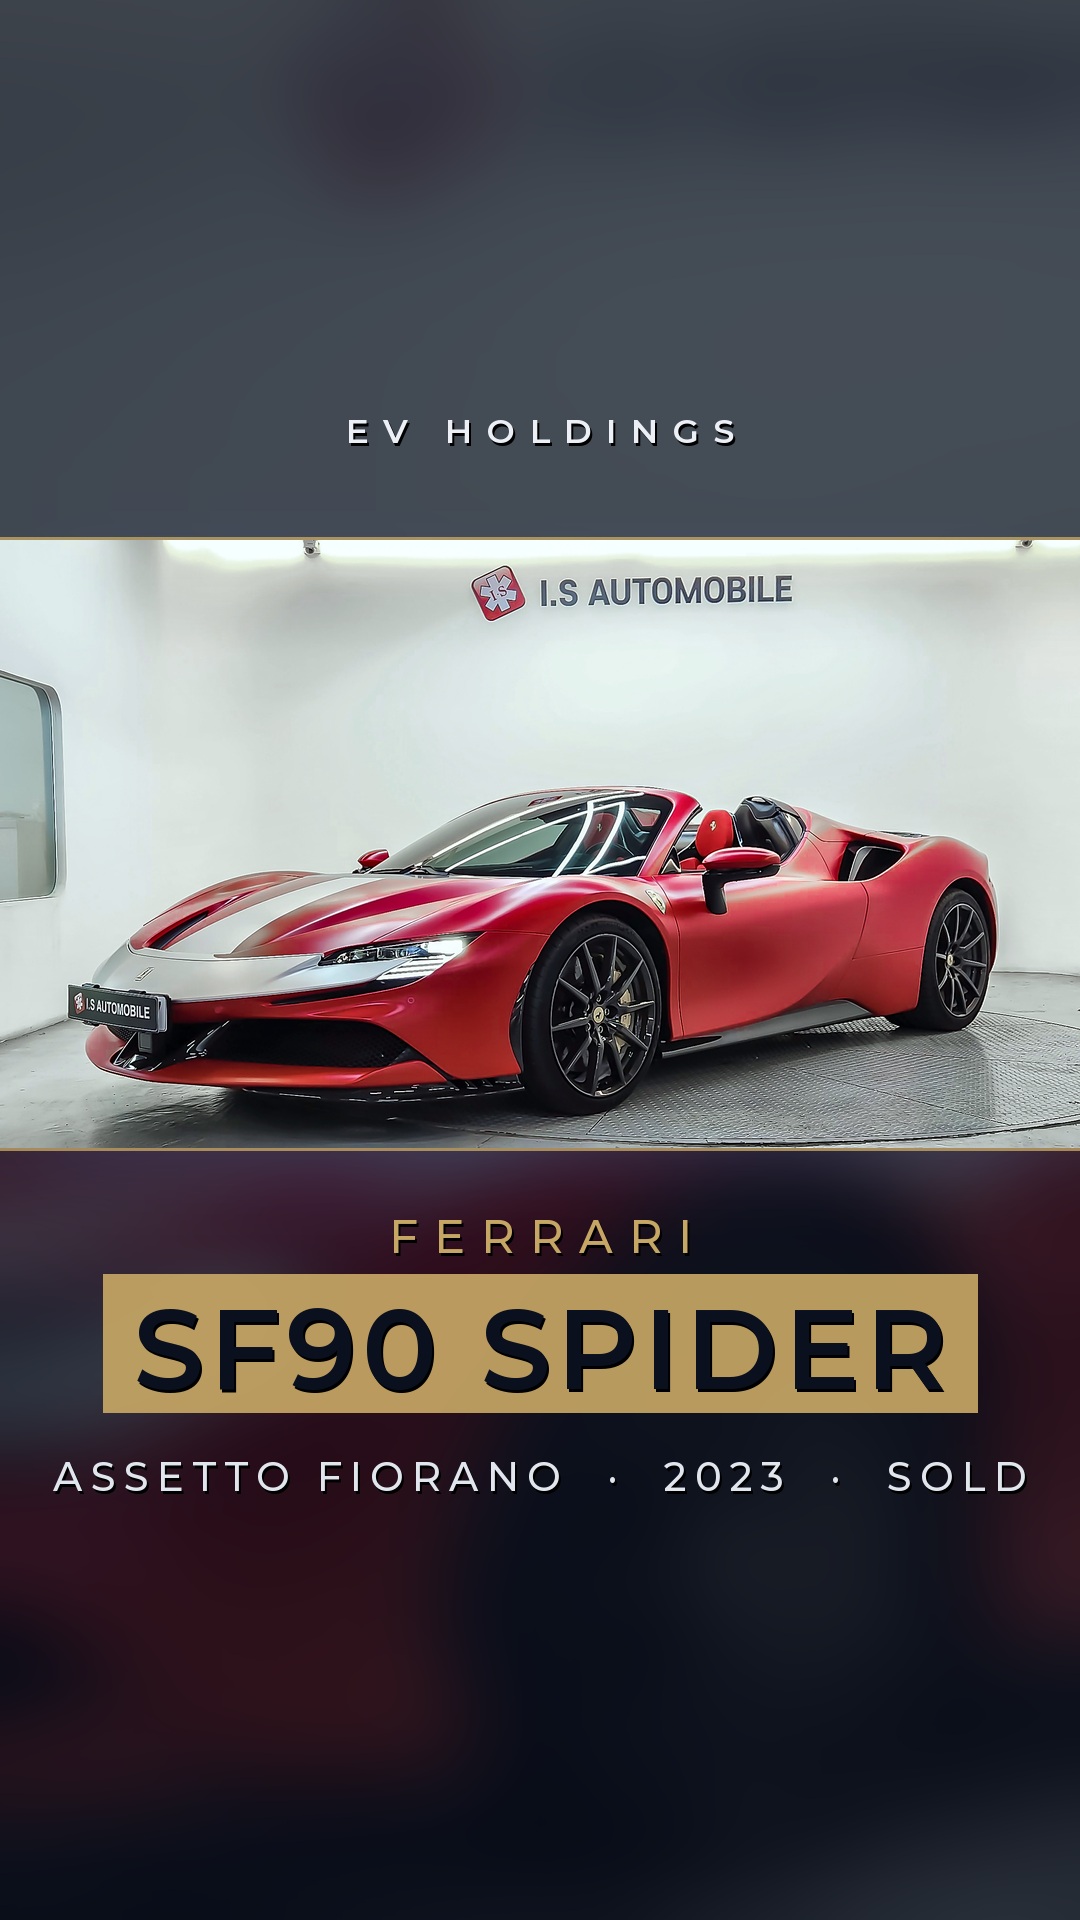 EV HOLDINGS
I.S I.S AUTOMOBILE
I.S AUTOMOBILE
FERRARI
SF90 SPIDER
ASSETTO FIORANO · 2023 · SOLD